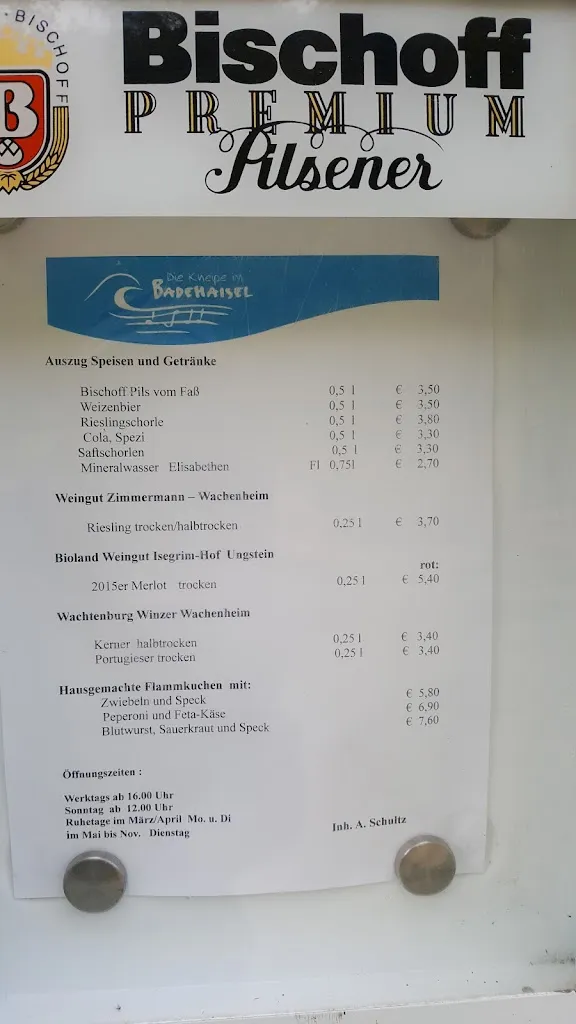 BISCHOFF
B
Bischoff
PREMIUM
Pilsener
Die Kneipe im
BADEHAISEL
Auszug Speisen und Getränke
Bischoff Pils vom Faß 0,5 l € 3,50
Weizenbier 0,5 l € 3,50
Rieslingschorle 0,5 l € 3,80
Cola, Spezi 0,5 l € 3,30
Saftschorlen 0,5 l € 3,30
Mineralwasser Elisabethen Fl 0,75l € 2,70
Weingut Zimmermann – Wachenheim
Riesling trocken/halbtrocken 0,25 l € 3,70
Bioland Weingut Isegrim-Hof Ungstein
rot:
2015er Merlot trocken 0,25 l € 5,40
Wachtenburg Winzer Wachenheim
Kerner halbtrocken 0,25 l € 3,40
Portugieser trocken 0,25 l € 3,40
Hausgemachte Flammkuchen mit:
Zwiebeln und Speck € 5,80
Peperoni und Feta-Käse € 6,90
Blutwurst, Sauerkraut und Speck € 7,60
Öffnungszeiten :
Werktags ab 16.00 Uhr
Sonntag ab 12.00 Uhr
Ruhetage im März/April Mo. u. Di
im Mai bis Nov. Dienstag
Inh. A. Schultz